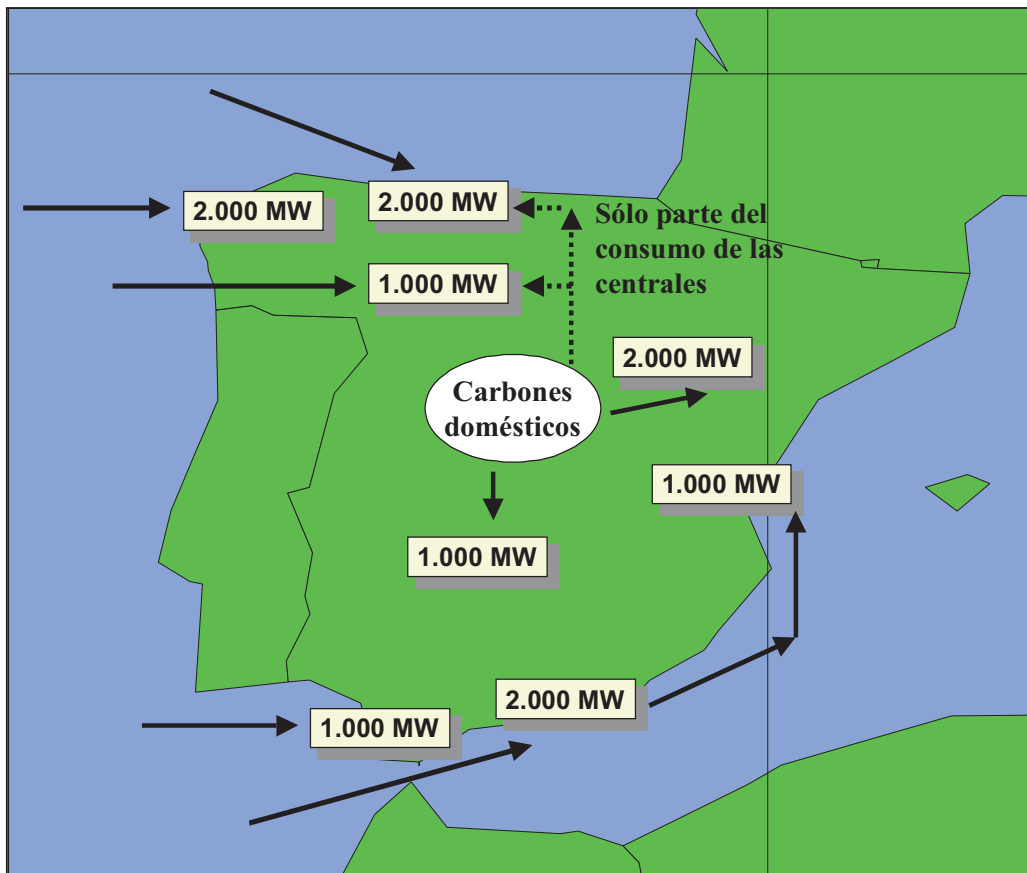 2.000 MW
2.000 MW
Sólo parte del
consumo de las
centrales
1.000 MW
2.000 MW
Carbones
domésticos
1.000 MW
1.000 MW
2.000 MW
1.000 MW